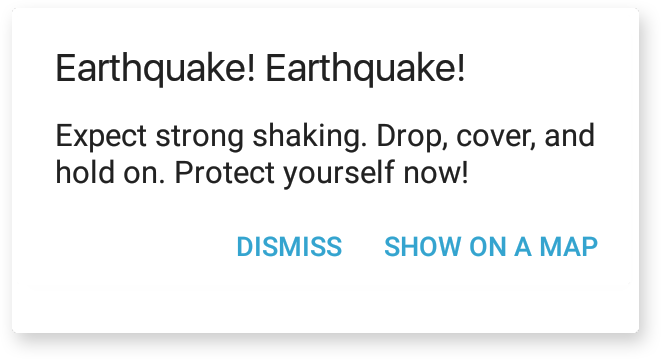 Earthquake! Earthquake!
Expect strong shaking. Drop, cover, and
hold on. Protect yourself now!
DISMISS SHOW ON A MAP